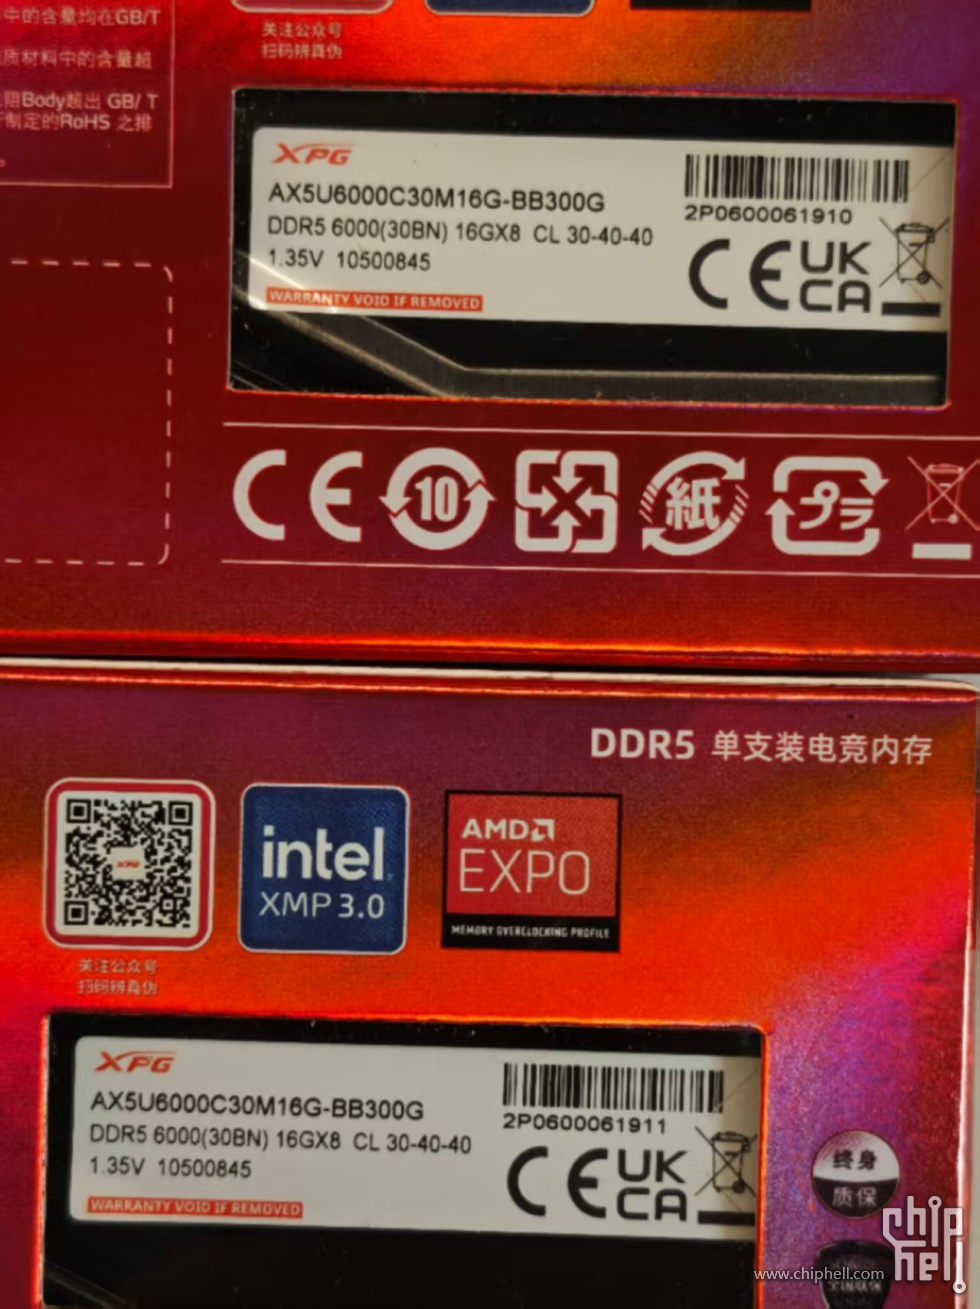 中的含量均在GB/T
质材料中的含量超
阻Body超出 GB/ T
制定的RoHS 之排
关注公众号
扫码辨真伪
XPG
AX5U6000C30M16G-BB300G
DDR5 6000(30BN) 16GX8 CL 30-40-40
1.35V 10500845
WARRANTY VOID IF REMOVED
2P0600061910
CE
UK
CA
CE
10
紙
プラ
DDR5 单支装电竞内存
XPG
intel
XMP 3.0
AMD
EXPO
MEMORY OVERCLOCKING PROFILE
关注公众号
扫码辨真伪
XPG
AX5U6000C30M16G-BB300G
DDR5 6000(30BN) 16GX8 CL 30-40-40
1.35V 10500845
WARRANTY VOID IF REMOVED
2P0600061911
CE
UK
CA
终身
质保
chip
hell
www.chiphell.com